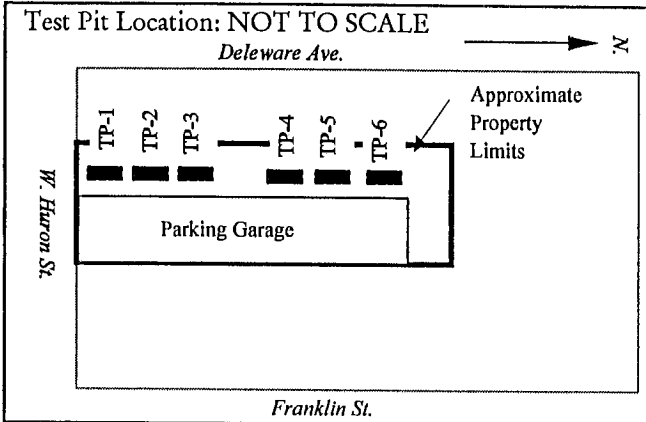 Test Pit Location: NOT TO SCALE
Deleware Ave.
N.
TP-1
TP-2
TP-3
TP-4
TP-5
TP-6
Approximate
Property
Limits
W. Huron St.
Parking Garage
Franklin St.